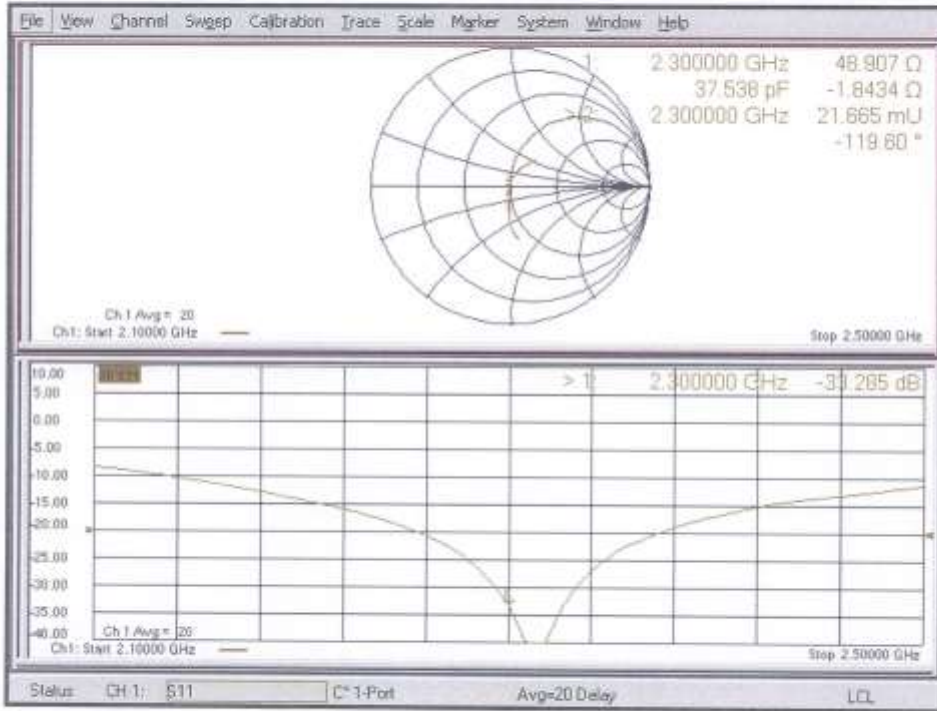 File View Channel Sweep Calibration Trace Scale Marker System Window Help
1 2.300000 GHz 48.907 Ω
37.538 pF -1.8434 Ω
>2: 2.300000 GHz 21.665 mU
-119.60 °
Ch 1 Avg = 20
Ch1: Start 2.10000 GHz
Stop 2.50000 GHz
10.00
> 1: 2.300000 GHz -33.285 dB
5.00
0.00
-5.00
-10.00
-15.00
-20.00
-25.00
-30.00
-35.00
-40.00
Ch 1 Avg = 20
Ch1: Start 2.10000 GHz
Stop 2.50000 GHz
Status CH 1: S11 C* 1-Port Avg=20 Delay LCL